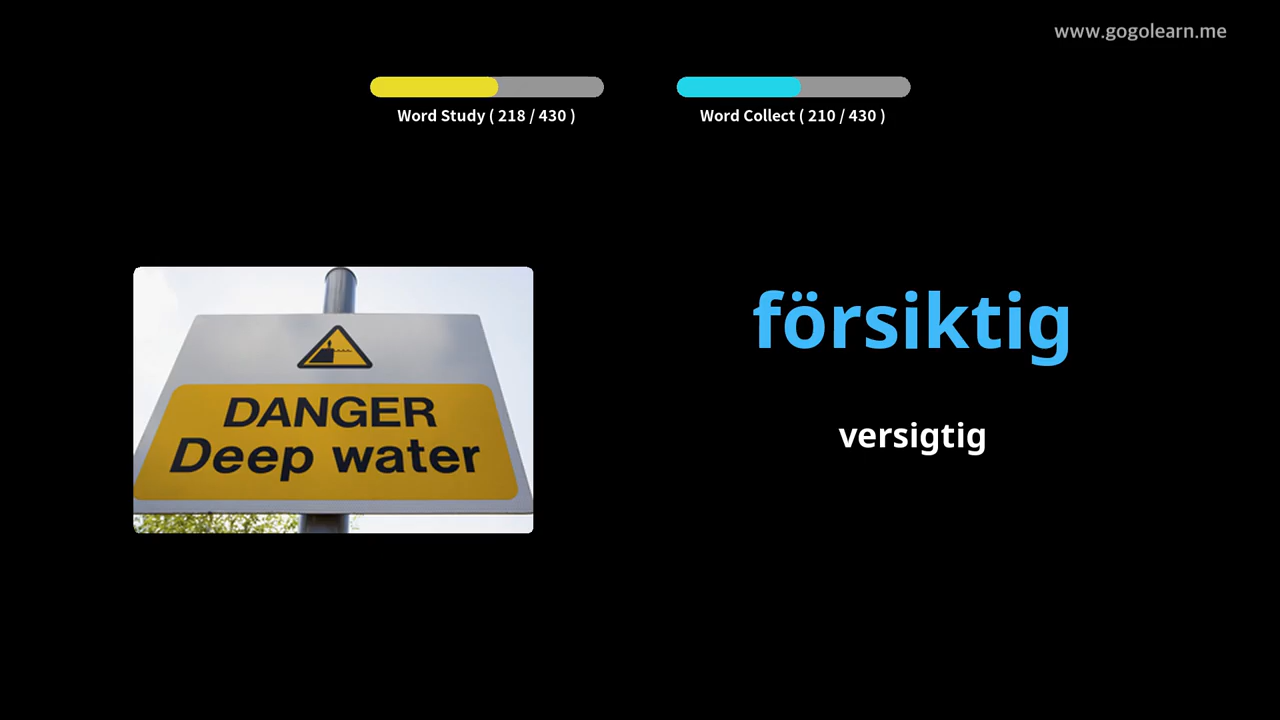 www.gogolearn.me
Word Study ( 218 / 430 )
Word Collect ( 210 / 430 )
DANGER
Deep water
försiktig
versigtig